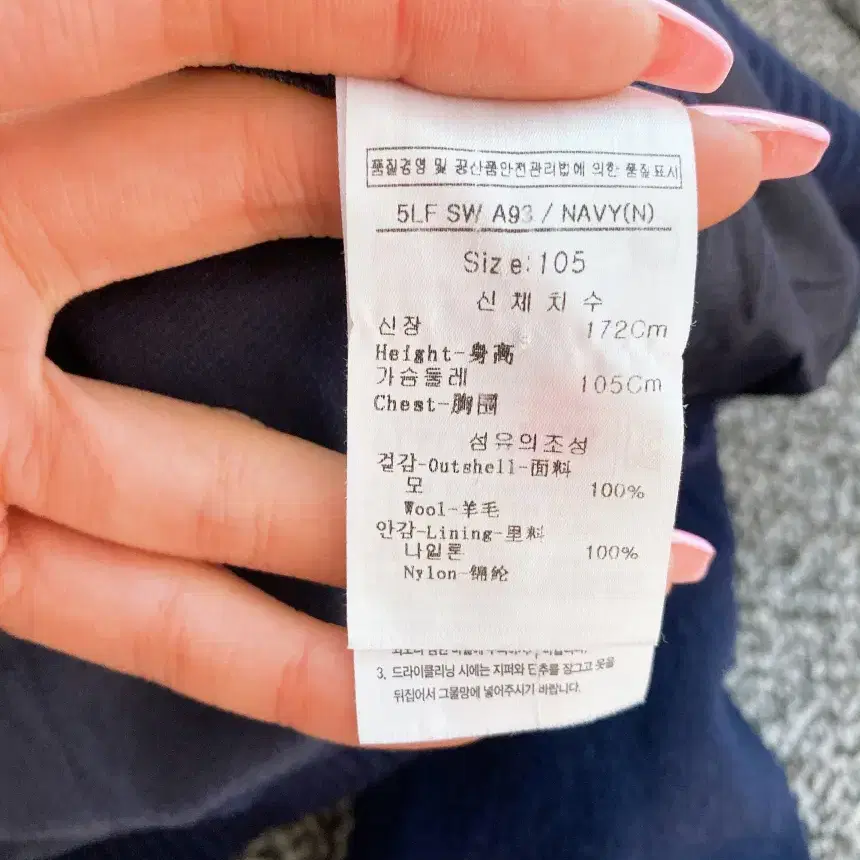 품질경영 및 공산품안전관리법에 의한 품질표시
5LF SW A93 / NAVY(N)
Size:105
신 체 치 수
신장 172Cm
Height-身高
가슴둘레 105Cm
Chest-胸囲
섬유의조성
겉감-Outshell-面料
모 100%
Wool-羊毛
안감-Lining-里料
나일론 100%
Nylon-锦纶
3. 드라이클리닝 시에는 지퍼와 단추를 잠그고 옷을
뒤집어서 그물망에 넣어주시기 바랍니다.